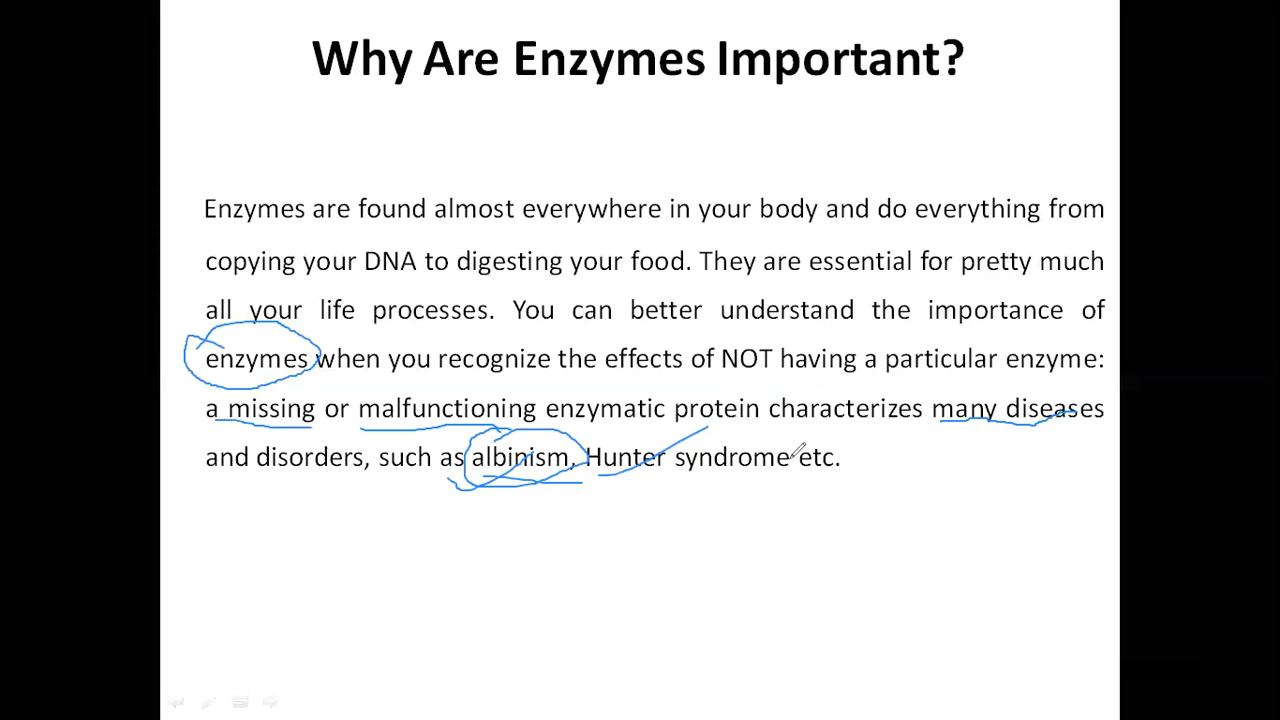 Why Are Enzymes Important?
Enzymes are found almost everywhere in your body and do everything from
copying your DNA to digesting your food. They are essential for pretty much
all your life processes. You can better understand the importance of
enzymes when you recognize the effects of NOT having a particular enzyme:
a missing or malfunctioning enzymatic protein characterizes many diseases
and disorders, such as albinism, Hunter syndrome etc.